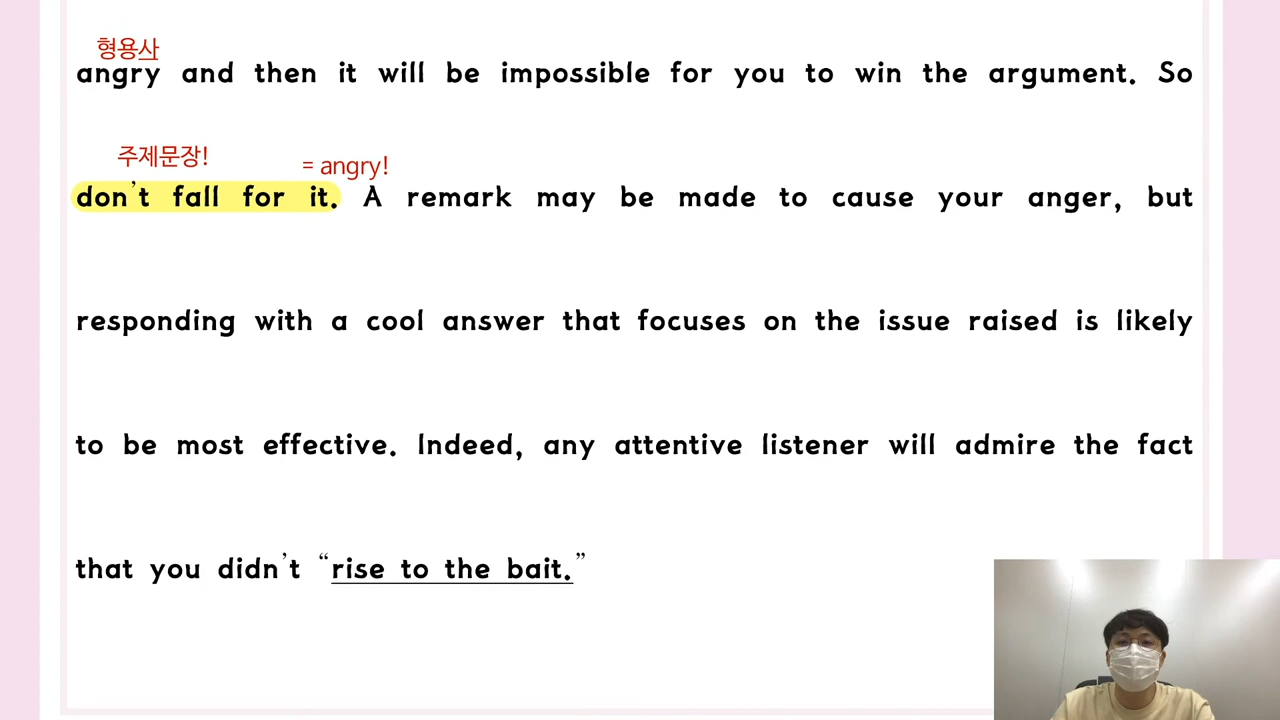 형용사
angry and then it will be impossible for you to win the argument. So
주제문장!
= angry!
don't fall for it. A remark may be made to cause your anger, but
responding with a cool answer that focuses on the issue raised is likely
to be most effective. Indeed, any attentive listener will admire the fact
that you didn't “rise to the bait.”